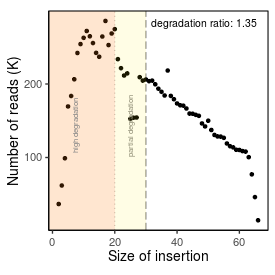 degradation ratio: 1.35
Number of reads (K)
200
100
high degradation
partial degradation
0
20
40
60
Size of insertion